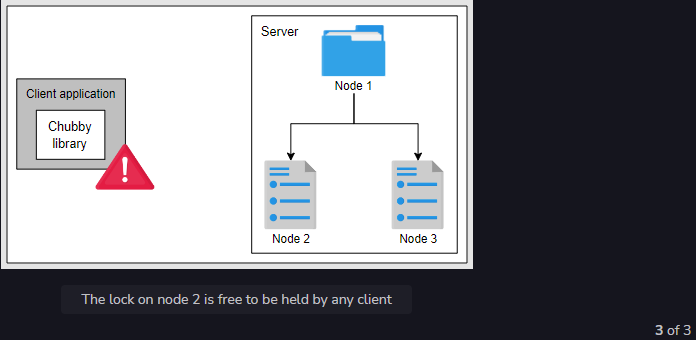 Server
Node 1
Client application
Chubby
library
Node 2
Node 3
The lock on node 2 is free to be held by any client
3 of 3